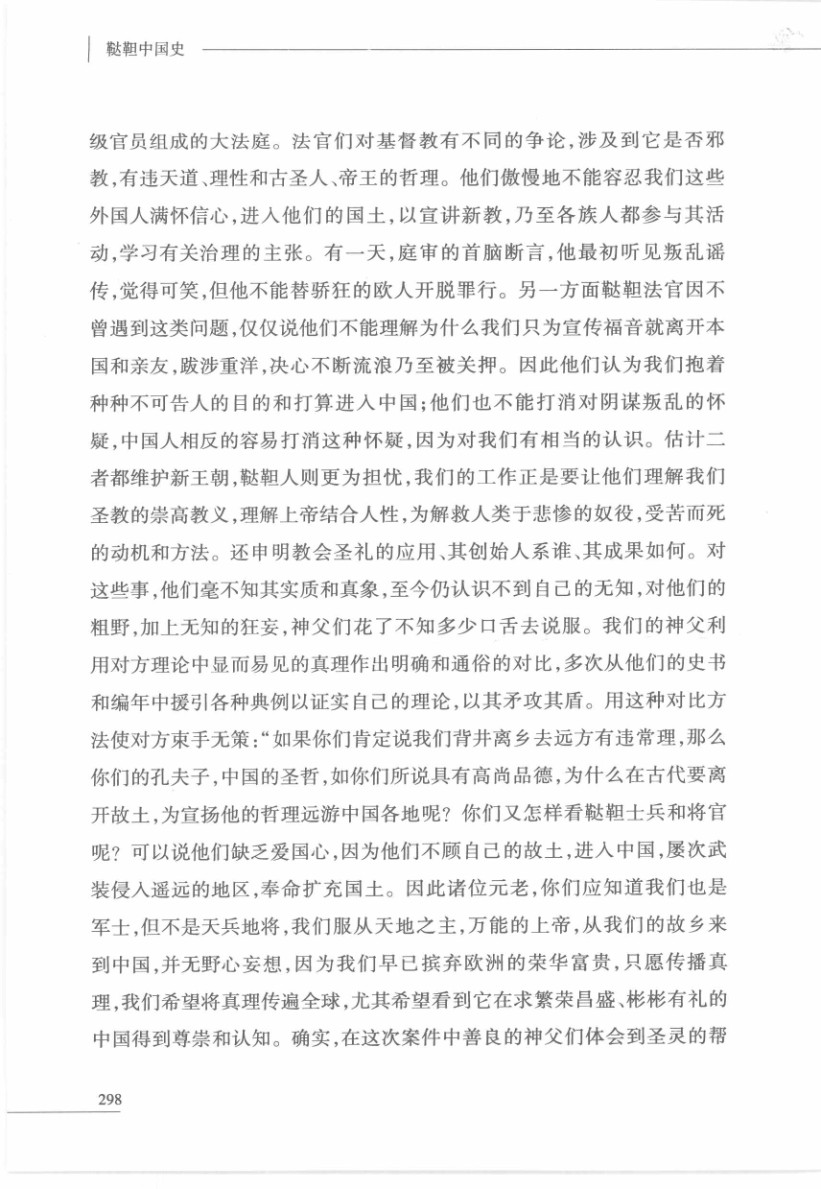 鞑靼中国史
级官员组成的大法庭。法官们对基督教有不同的争论,涉及到它是否邪
教,有违天道、理性和古圣人、帝王的哲理。他们傲慢地不能容忍我们这些
外国人满怀信心,进入他们的国土,以宣讲新教,乃至各族人都参与其活
动,学习有关治理的主张。有一天,庭审的首脑断言,他最初听见叛乱谣
传,觉得可笑,但他不能替骄狂的欧人开脱罪行。另一方面鞑靼法官因不
曾遇到这类问题,仅仅说他们不能理解为什么我们只为宣传福音就离开本
国和亲友,跋涉重洋,决心不断流浪乃至被关押。因此他们认为我们抱着
种种不可告人的目的和打算进入中国;他们也不能打消对阴谋叛乱的怀
疑,中国人相反的容易打消这种怀疑,因为对我们有相当的认识。估计二
者都维护新王朝,鞑靼人则更为担忧,我们的工作正是要让他们理解我们
圣教的崇高教义,理解上帝结合人性,为解救人类于悲惨的奴役,受苦而死
的动机和方法。还申明教会圣礼的应用、其创始人系谁、其成果如何。对
这些事,他们毫不知其实质和真象,至今仍认识不到自己的无知,对他们的
粗野,加上无知的狂妄,神父们花了不知多少口舌去说服。我们的神父利
用对方理论中显而易见的真理作出明确和通俗的对比,多次从他们的史书
和编年中援引各种典例以证实自己的理论,以其矛攻其盾。用这种对比方
法使对方束手无策:“如果你们肯定说我们背井离乡去远方有违常理,那么
你们的孔夫子,中国的圣哲,如你们所说具有高尚品德,为什么在古代要离
开故土,为宣扬他的哲理远游中国各地呢？你们又怎样看鞑靼士兵和将官
呢？可以说他们缺乏爱国心,因为他们不顾自己的故土,进入中国,屡次武
装侵入遥远的地区,奉命扩充国土。因此诸位元老,你们应知道我们也是
军士,但不是天兵地将,我们服从天地之主,万能的上帝,从我们的故乡来
到中国,并无野心妄想,因为我们早已摈弃欧洲的荣华富贵,只愿传播真
理,我们希望将真理传遍全球,尤其希望看到它在求繁荣昌盛、彬彬有礼的
中国得到尊崇和认知。确实,在这次案件中善良的神父们体会到圣灵的帮
298